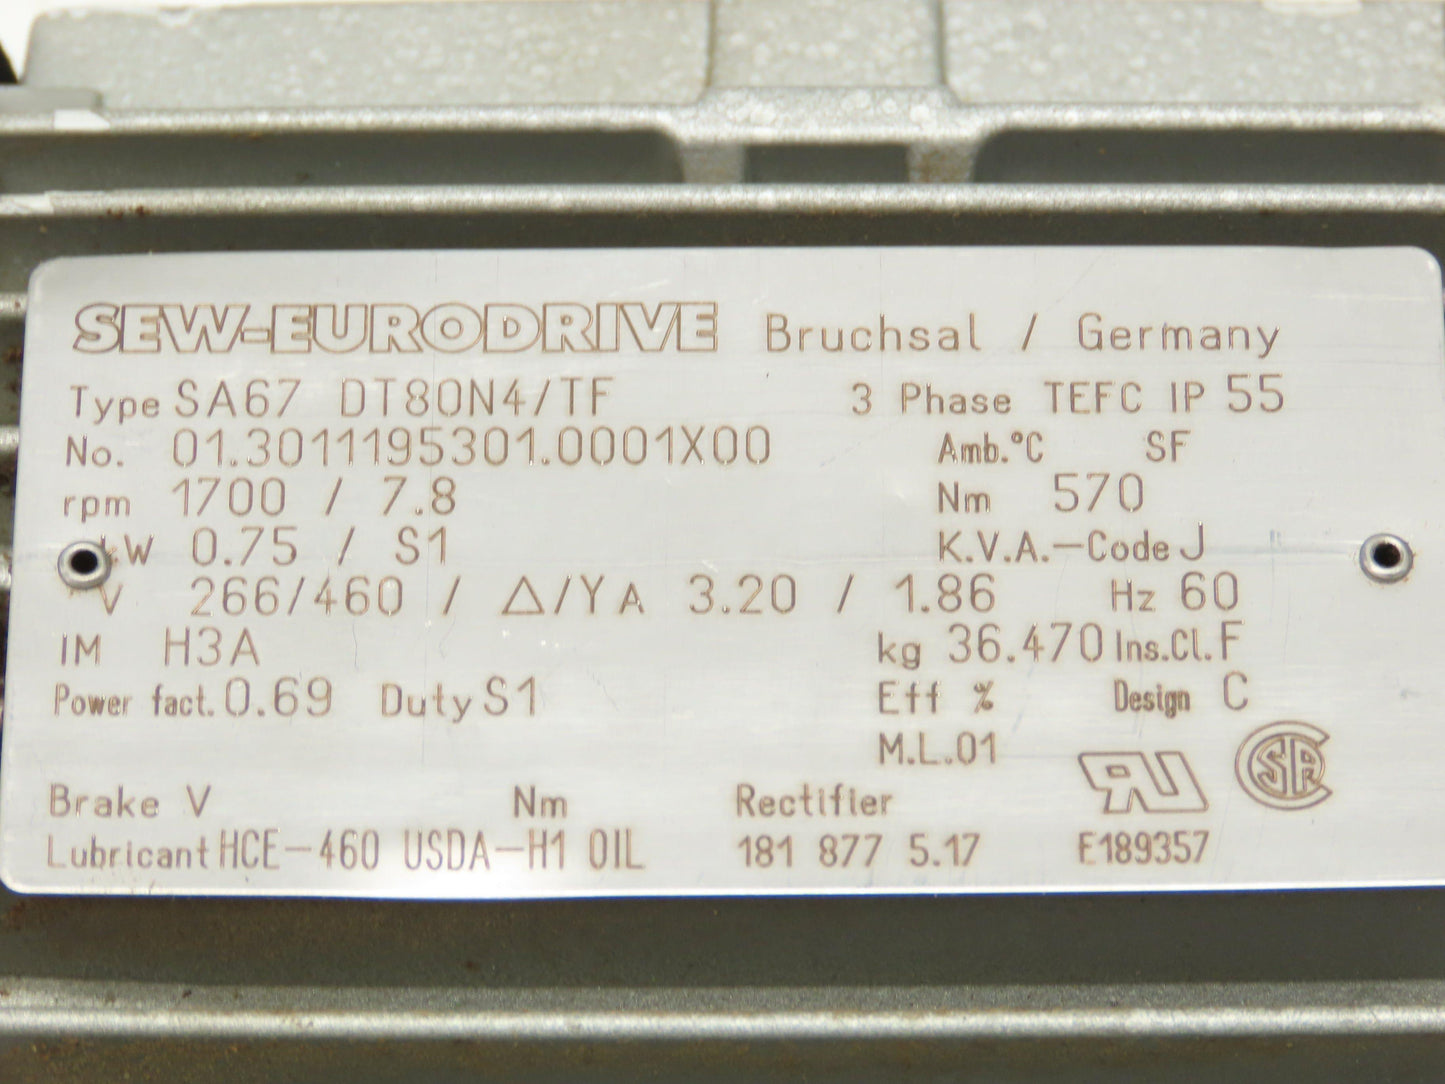 SEW-EURODRIVE Bruchsal / Germany
Type SA67 DT80N4/TF 3 Phase TEFC IP 55
No. 01.3011195301.0001X00 Amb.°C SF
rpm 1700 / 7.8 Nm 570
kW 0.75 / S1 K.V.A.-Code J
V 266/460 / △/Y A 3.20 / 1.86 Hz 60
IM H3A kg 36.470 Ins.Cl.F
Power fact. 0.69 Duty S1 Eff % Design C
M.L.01 RU SA
Brake V Nm Rectifier
Lubricant HCE-460 USDA-H1 OIL 181 877 5.17 E189357